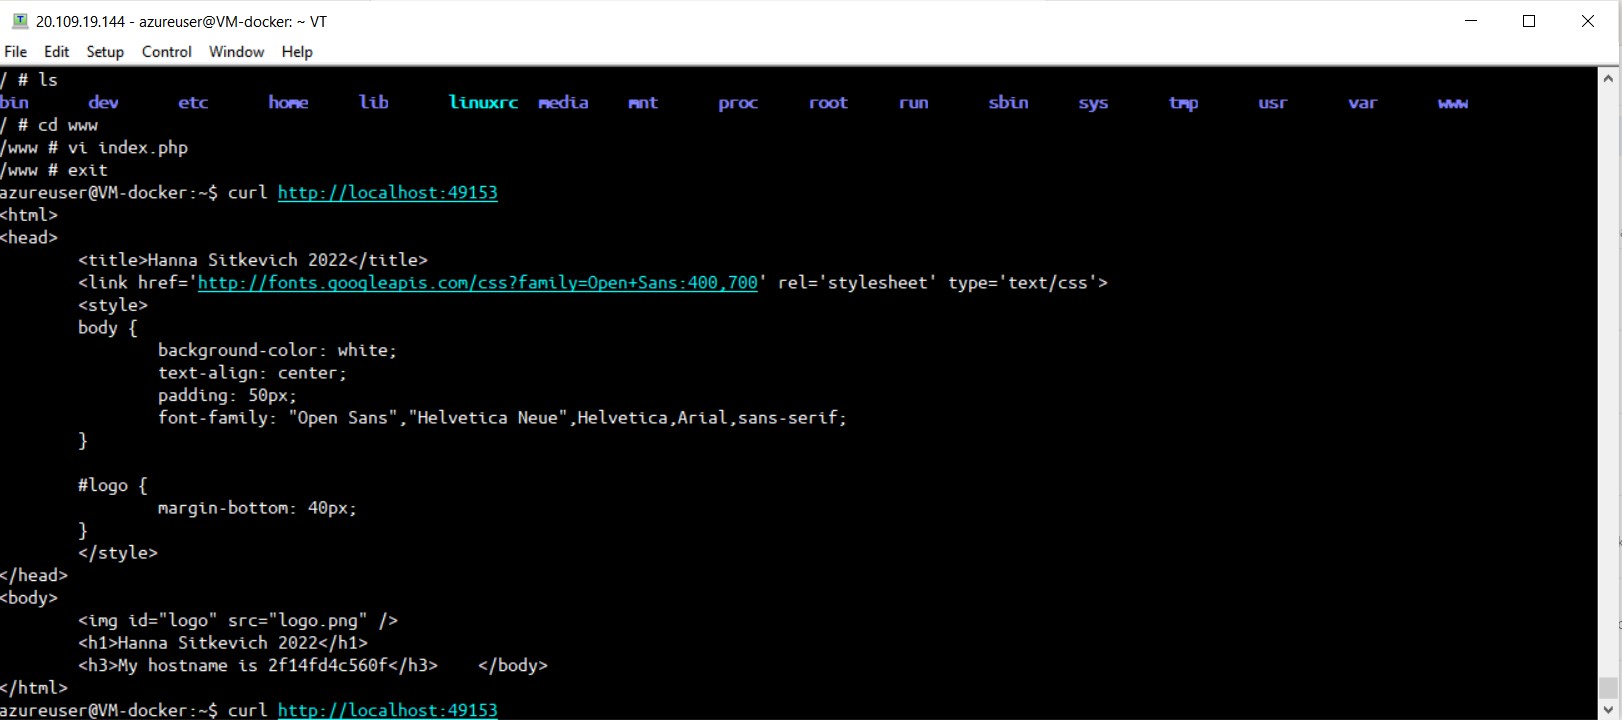 20.109.19.144 - azureuser@VM-docker: ~ VT
File Edit Setup Control Window Help
/ # ls
bin dev etc home lib linuxrc media mnt proc root run sbin sys tmp usr var www
/ # cd www
/www # vi index.php
/www # exit
azureuser@VM-docker:~$ curl http://localhost:49153
<html>
<head>
<title>Hanna Sitkevich 2022</title>
<link href='http://fonts.googleapis.com/css?family=Open+Sans:400,700' rel='stylesheet' type='text/css'>
<style>
body {
background-color: white;
text-align: center;
padding: 50px;
font-family: "Open Sans","Helvetica Neue",Helvetica,Arial,sans-serif;
}
#logo {
margin-bottom: 40px;
}
</style>
</head>
<body>
<img id="logo" src="logo.png" />
<h1>Hanna Sitkevich 2022</h1>
<h3>My hostname is 2f14fd4c560f</h3> </body>
</html>
azureuser@VM-docker:~$ curl http://localhost:49153